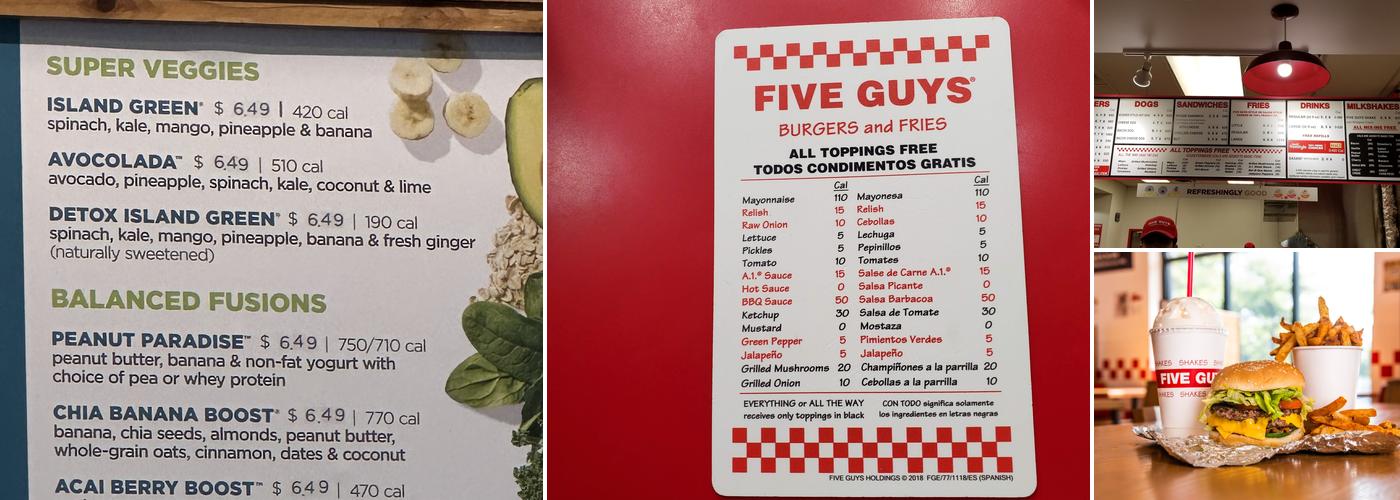 SUPER VEGGIES
ISLAND GREEN® $ 6.49 | 420 cal
spinach, kale, mango, pineapple & banana
AVOCOLADA™ $ 6.49 | 510 cal
avocado, pineapple, spinach, kale, coconut & lime
DETOX ISLAND GREEN® $ 6.49 | 190 cal
spinach, kale, mango, pineapple, banana & fresh ginger
(naturally sweetened)
BALANCED FUSIONS
PEANUT PARADISE™ $ 6.49 | 750/710 cal
peanut butter, banana & non-fat yogurt with
choice of pea or whey protein
CHIA BANANA BOOST® $ 6.49 | 770 cal
banana, chia seeds, almonds, peanut butter,
whole-grain oats, cinnamon, dates & coconut
ACAI BERRY BOOST™ $ 6.49 | 470 cal
FIVE GUYS®
BURGERS and FRIES
ALL TOPPINGS FREE
TODOS CONDIMENTOS GRATIS
Cal Cal
Mayonnaise 110 Mayonesa 110
Relish 15 Relish 15
Raw Onion 10 Cebollas 10
Lettuce 5 Lechuga 5
Pickles 5 Pepinillos 5
Tomato 10 Tomates 10
A.1.® Sauce 15 Salse de Carne A.1.® 15
Hot Sauce 0 Salsa Picante 0
BBQ Sauce 50 Salsa Barbacoa 50
Ketchup 30 Salsa de Tomate 30
Mustard 0 Mostaza 0
Green Pepper 5 Pimientos Verdes 5
Jalapeño 5 Jalapeño 5
Grilled Mushrooms 20 Champiñones a la parrilla 20
Grilled Onion 10 Cebollas a la parrilla 10
EVERYTHING or ALL THE WAY CON TODO significa solamente
receives only toppings in black los ingredientes en letras negras
FIVE GUYS HOLDINGS © 2018 FGE/77/1118/ES (SPANISH)
ERS DOGS SANDWICHES FRIES DRINKS MILKSHAKES
ALL TOPPINGS FREE
REFRESHINGLY GOOD
SHAKES SHAKES
FIVE GU
SHAKES